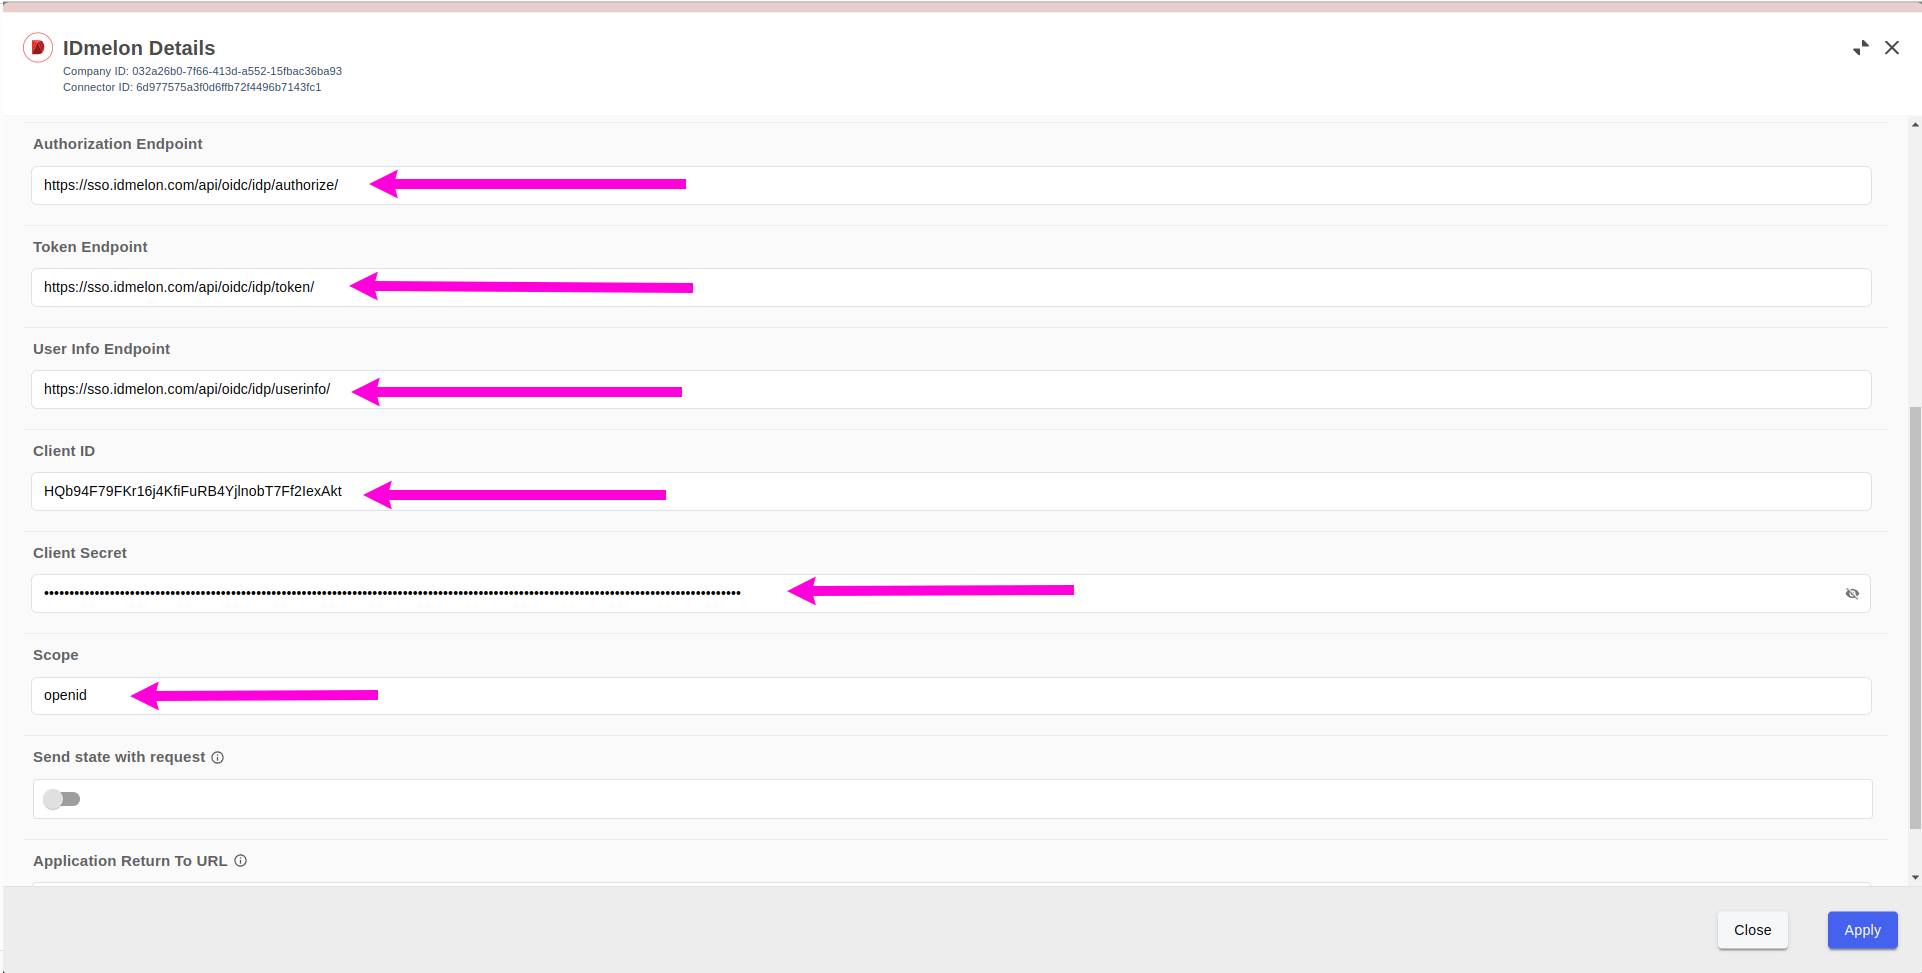 IDmelon Details
Company ID: 032a26b0-7f66-413d-a552-15fbac36ba93
Connector ID: 6d977575a3f0d6ffb72f4496b7143fc1
Authorization Endpoint
https://sso.idmelon.com/api/oidc/idp/authorize/
Token Endpoint
https://sso.idmelon.com/api/oidc/idp/token/
User Info Endpoint
https://sso.idmelon.com/api/oidc/idp/userinfo/
Client ID
HQb94F79FKr16j4KfiFuRB4YjlnobT7Ff2IexAkt
Client Secret
Scope
openid
Send state with request
Application Return To URL
Close
Apply